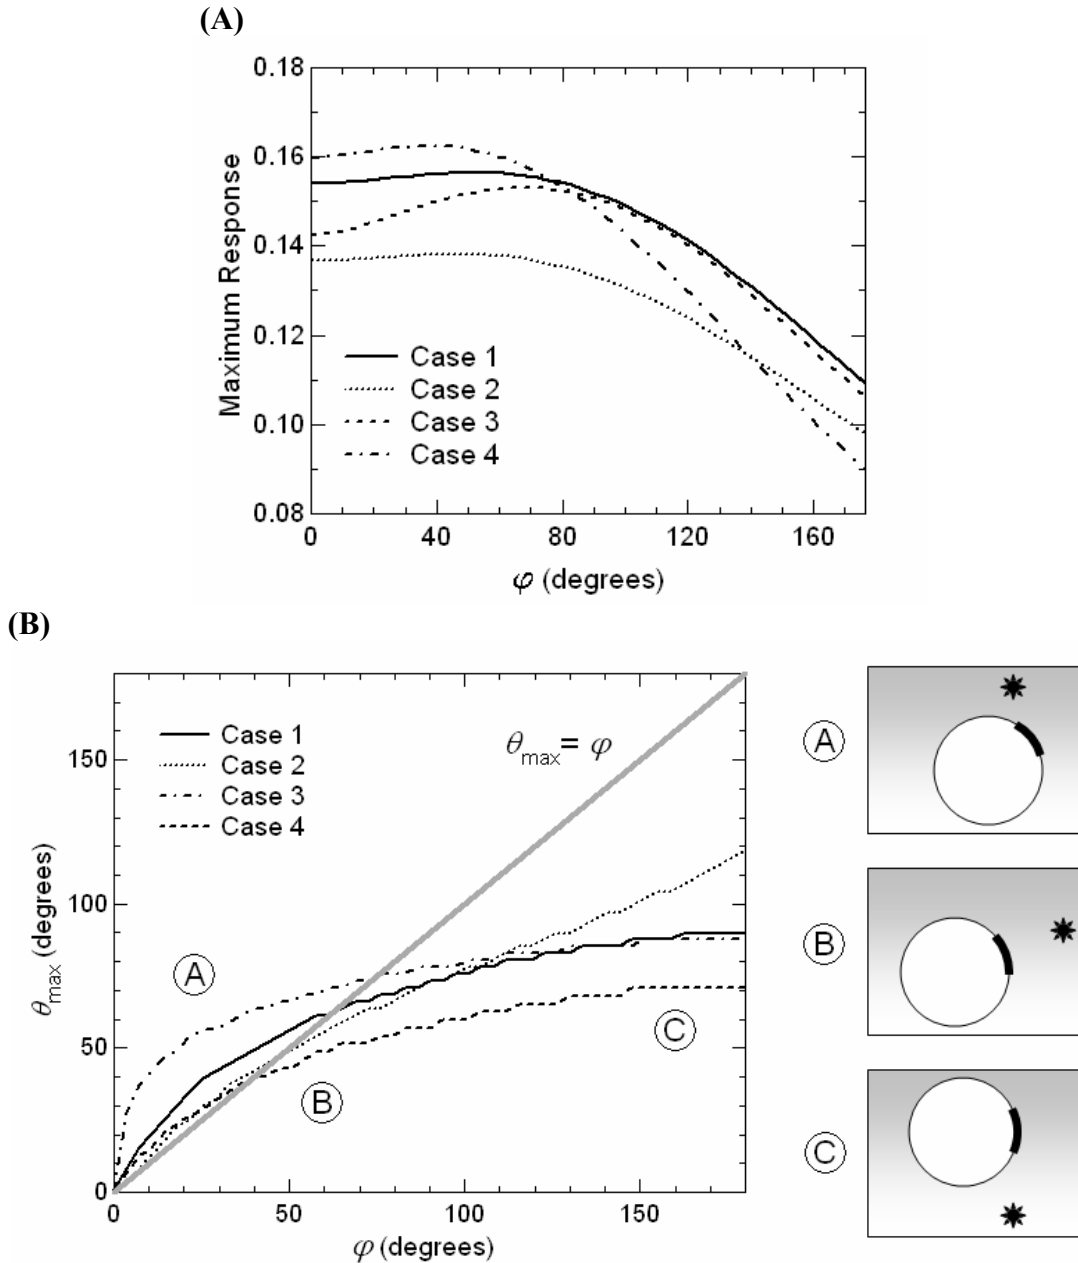 (A)
0.18
0.16
0.14
0.12
0.10
0.08
Maximum Response
Case 1
Case 2
Case 3
Case 4
0
40
80
120
160
φ (degrees)
(B)
150
100
50
0
θmax (degrees)
Case 1
Case 2
Case 3
Case 4
θmax= φ
A
B
C
0
50
100
150
φ (degrees)
A
B
C